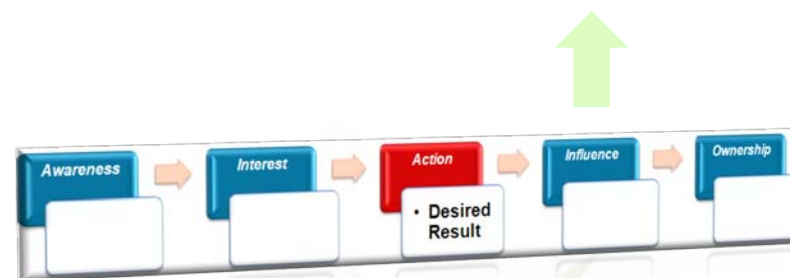 Awareness
Interest
Action
Influence
Ownership
• Desired
Result